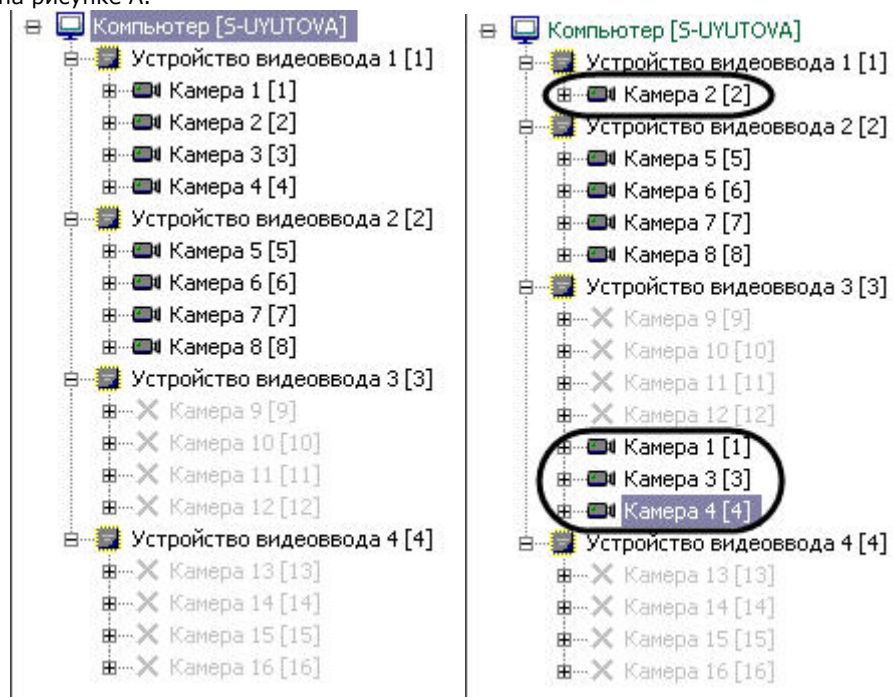 на рисунке А.
Компьютер [S-UYUTOVA]
Устройство видеоввода 1 [1]
Камера 1 [1]
Камера 2 [2]
Камера 3 [3]
Камера 4 [4]
Устройство видеоввода 2 [2]
Камера 5 [5]
Камера 6 [6]
Камера 7 [7]
Камера 8 [8]
Устройство видеоввода 3 [3]
Камера 9 [9]
Камера 10 [10]
Камера 11 [11]
Камера 12 [12]
Устройство видеоввода 4 [4]
Камера 13 [13]
Камера 14 [14]
Камера 15 [15]
Камера 16 [16]
Компьютер [S-UYUTOVA]
Устройство видеоввода 1 [1]
Камера 2 [2]
Устройство видеоввода 2 [2]
Камера 5 [5]
Камера 6 [6]
Камера 7 [7]
Камера 8 [8]
Устройство видеоввода 3 [3]
Камера 9 [9]
Камера 10 [10]
Камера 11 [11]
Камера 12 [12]
Камера 1 [1]
Камера 3 [3]
Камера 4 [4]
Устройство видеоввода 4 [4]
Камера 13 [13]
Камера 14 [14]
Камера 15 [15]
Камера 16 [16]